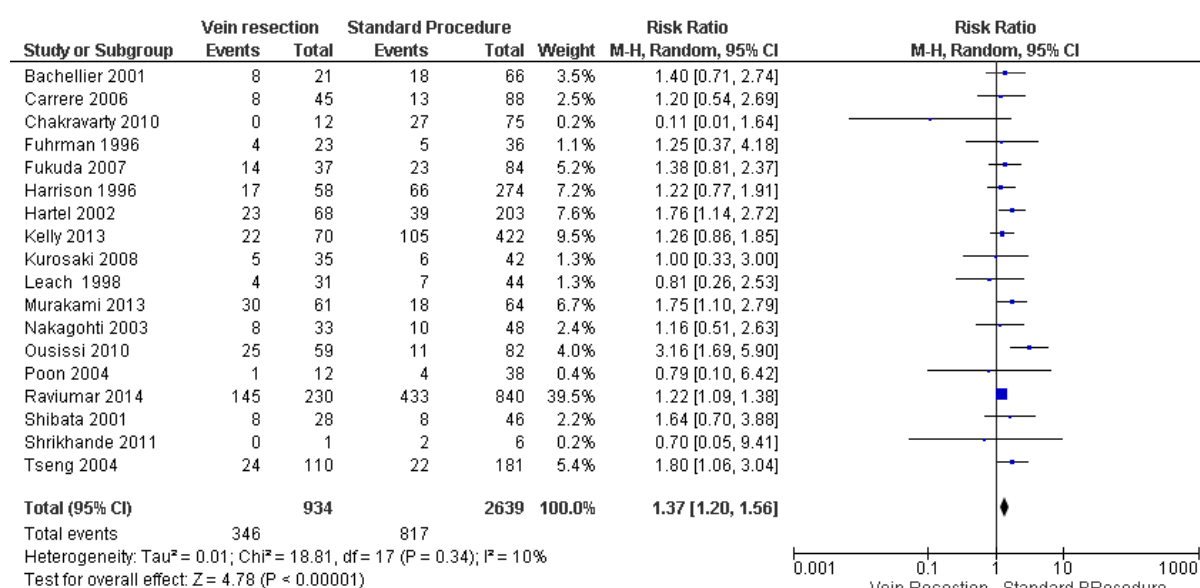 Vein resection Standard Procedure Risk Ratio Risk Ratio
Study or Subgroup Events Total Events Total Weight M-H, Random, 95% CI M-H, Random, 95% CI
Bachellier 2001 8 21 18 66 3.5% 1.40 [0.71, 2.74]
Carrere 2006 8 45 13 88 2.5% 1.20 [0.54, 2.69]
Chakravarty 2010 0 12 27 75 0.2% 0.11 [0.01, 1.64]
Fuhrman 1996 4 23 5 36 1.1% 1.25 [0.37, 4.18]
Fukuda 2007 14 37 23 84 5.1% 1.38 [0.81, 2.37]
Harrison 1996 17 58 66 274 7.2% 1.22 [0.77, 1.91]
Hartel 2002 23 68 39 203 7.6% 1.76 [1.14, 2.72]
Kelly 2013 22 70 105 422 9.5% 1.26 [0.86, 1.85]
Kurosaki 2008 5 35 6 42 1.3% 1.00 [0.33, 3.00]
Leach 1998 4 31 7 44 1.2% 0.81 [0.26, 2.53]
Murakami 2013 30 61 18 64 6.7% 1.75 [1.10, 2.79]
Nakagohti 2003 8 33 10 48 2.4% 1.16 [0.51, 2.63]
Ousissi 2010 25 59 11 82 4.0% 3.16 [1.69, 5.90]
Poon 2004 1 12 4 38 0.4% 0.79 [0.10, 6.42]
Raviumar 2014 145 230 433 840 39.5% 1.22 [1.09, 1.38]
Shibata 2001 8 28 8 46 2.2% 1.64 [0.70, 3.88]
Shrikhande 2011 0 1 2 6 0.2% 0.70 [0.05, 9.41]
Tseng 2004 24 110 22 181 5.4% 1.80 [1.06, 3.04]
Total (95% CI) 934 2639 100.0% 1.37 [1.20, 1.56]
Total events 346 817
Heterogeneity: Tau² = 0.01; Chi² = 18.81, df = 17 (P = 0.34); I² = 10%
Test for overall effect: Z = 4.78 (P < 0.00001)
0.001 0.1 1 10 1000
Vein Resection Standard PRocedure